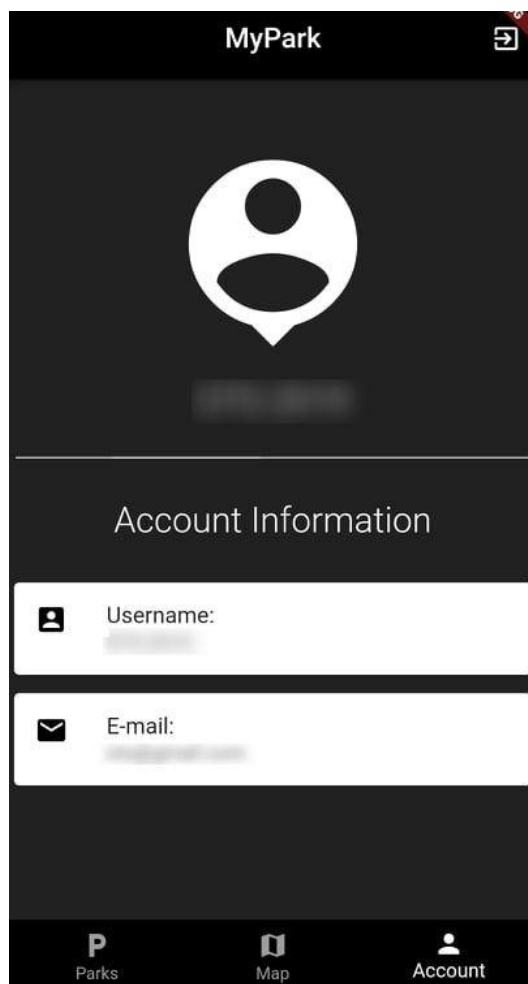 MyPark
Account Information
Username:
E-mail:
P
Parks
Map
Account